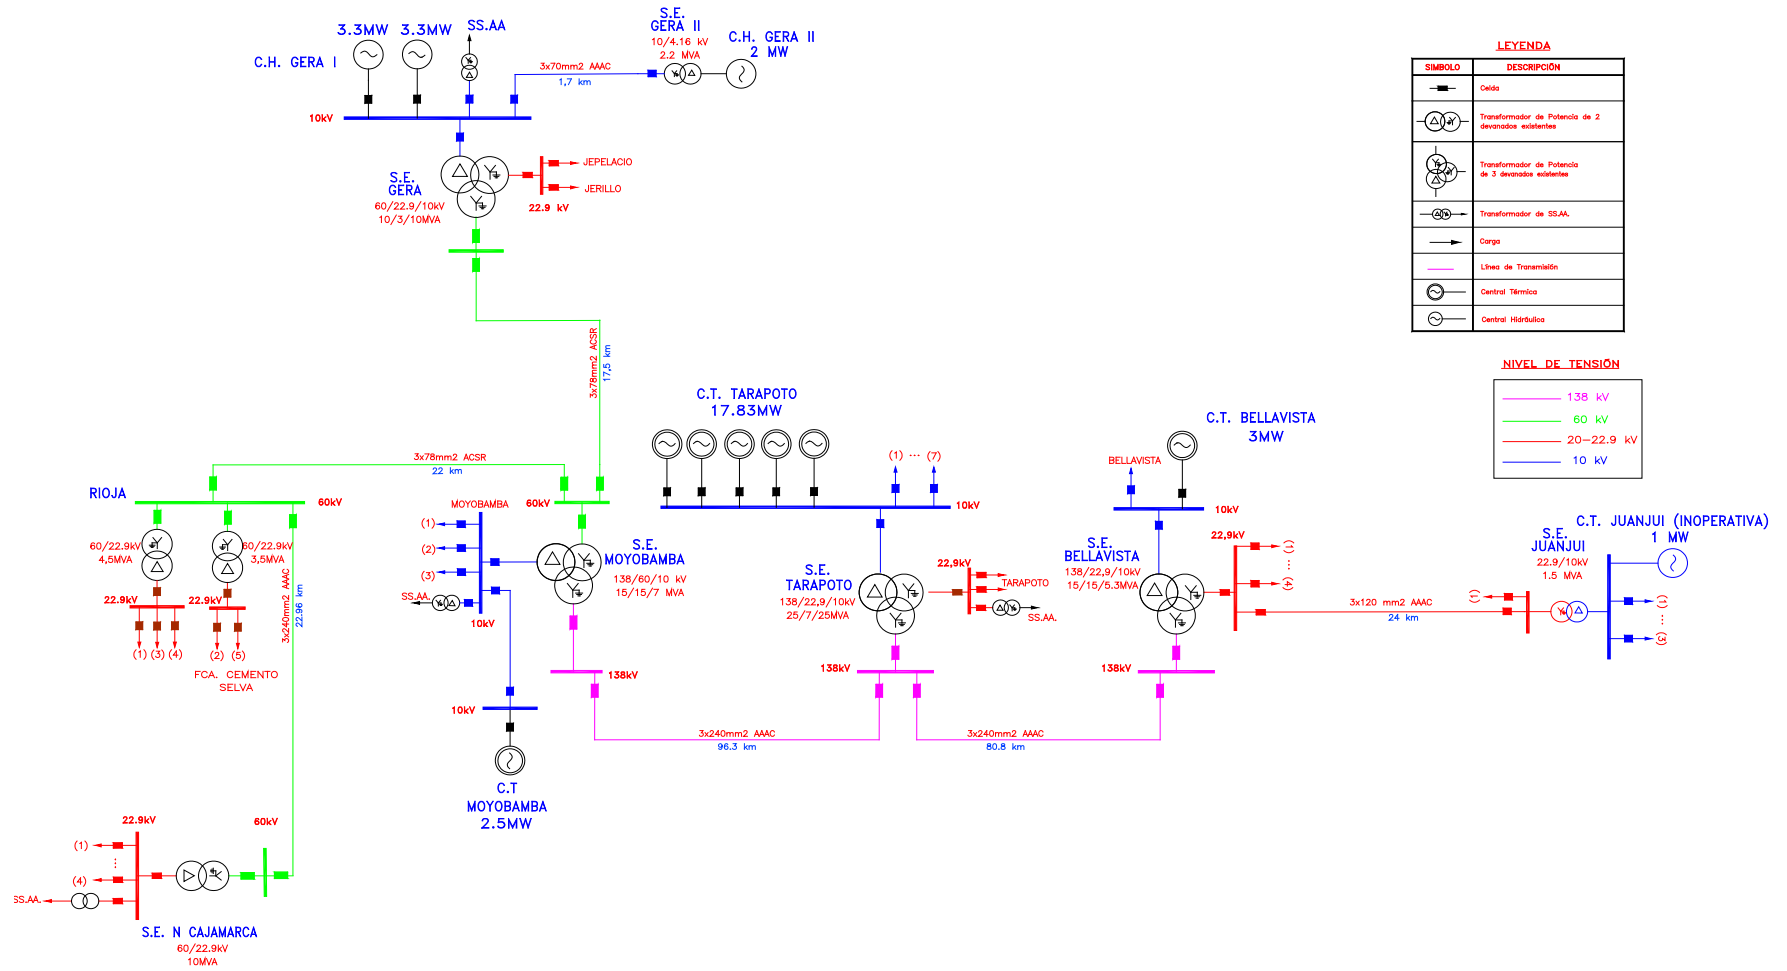 3.3MW
3.3MW
SS.AA
C.H. GERA I
S.E.
GERA II
10/4.16 kV
2.2 MVA
C.H. GERA II
2 MW
3x70mm2 AAAC
1,7 km
10kV
S.E.
GERA
60/22.9/10kV
10/3/10MVA
JEPELACIO
JERILLO
22.9 kV
3x78mm2 ACSR
17,5 km
LEYENDA
SIMBOLO
DESCRIPCIÓN
Celda
Transformador de Potencia de 2
devanados existentes
Transformador de Potencia
de 3 devanados existentes
Transformador de SS.AA.
Carga
Línea de Transmisión
Central Térmica
Central Hidráulica
NIVEL DE TENSIÓN
138 kV
60 kV
20-22.9 kV
10 kV
3x78mm2 ACSR
22 km
RIOJA
60kV
60/22.9kV
4,5MVA
60/22.9kV
3,5MVA
22.9kV
22.9kV
(1) (3) (4)
(2) (5)
FCA. CEMENTO
SELVA
3x240mm2 AAAC
22.96 km
MOYOBAMBA
(1)
(2)
(3)
SS.AA.
10kV
60kV
S.E.
MOYOBAMBA
138/60/10 kV
15/15/7 MVA
138kV
10kV
C.T
MOYOBAMBA
2.5MW
C.T. TARAPOTO
17.83MW
(1) ... (7)
10kV
S.E.
TARAPOTO
138/22,9/10kV
25/7/25MVA
22,9kV
TARAPOTO
SS.AA.
138kV
3x240mm2 AAAC
96.3 km
3x240mm2 AAAC
80.8 km
C.T. BELLAVISTA
3MW
BELLAVISTA
10kV
S.E.
BELLAVISTA
138/22,9/10kV
15/15/5.3MVA
22,9kV
(1) ... (4)
138kV
3x120 mm2 AAAC
24 km
(1)
S.E.
JUANJUI
22.9/10kV
1.5 MVA
C.T. JUANJUI (INOPERATIVA)
1 MW
(1) ... (3)
22.9kV
60kV
(1)
...
(4)
SS.AA.
S.E. N CAJAMARCA
60/22.9kV
10MVA